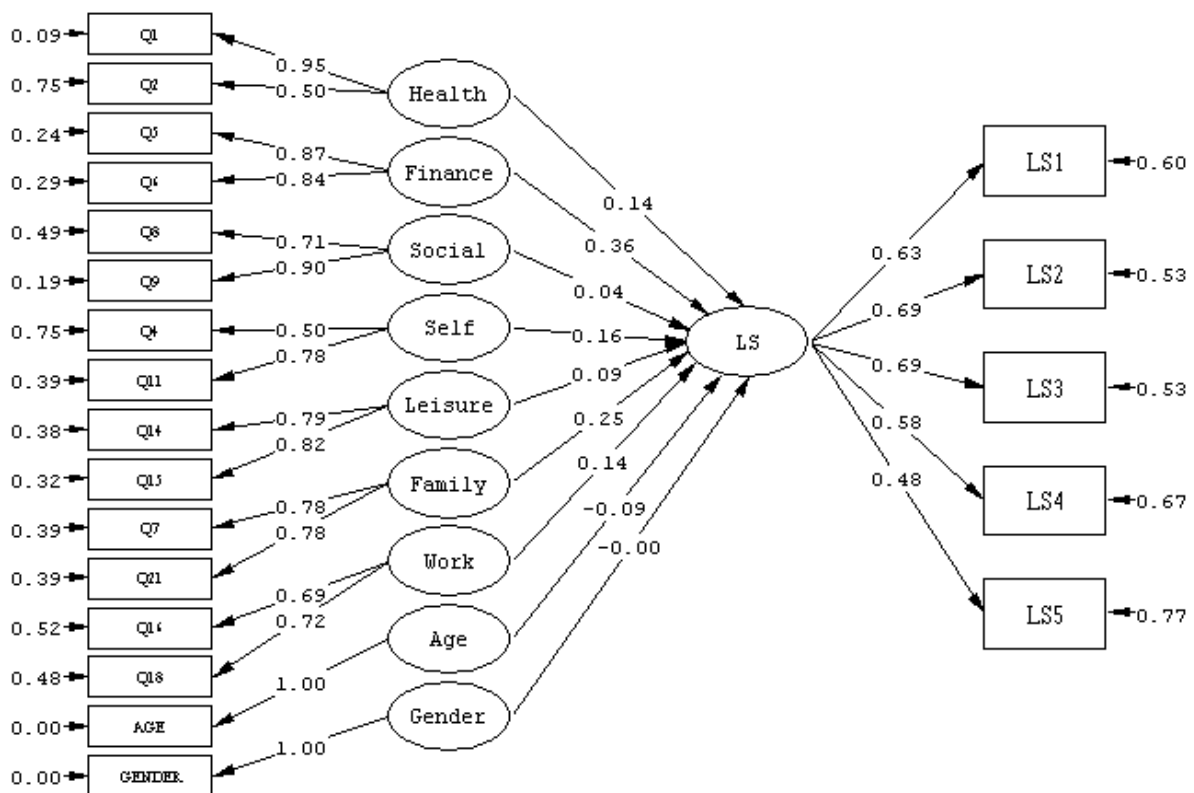 0.09 Q1
0.75 Q2
0.24 Q5
0.29 Q6
0.49 Q8
0.19 Q9
0.75 Q4
0.39 Q11
0.38 Q14
0.32 Q15
0.39 Q7
0.39 Q21
0.52 Q16
0.48 Q18
0.00 AGE
0.00 GENDER
0.95
0.50
0.87
0.84
0.71
0.90
0.50
0.78
0.79
0.82
0.78
0.78
0.69
0.72
1.00
1.00
Health
Finance
Social
Self
Leisure
Family
Work
Age
Gender
0.14
0.36
0.04
0.16
0.09
0.25
0.14
-0.09
-0.00
LS
0.63
0.69
0.69
0.58
0.48
LS1 0.60
LS2 0.53
LS3 0.53
LS4 0.67
LS5 0.77